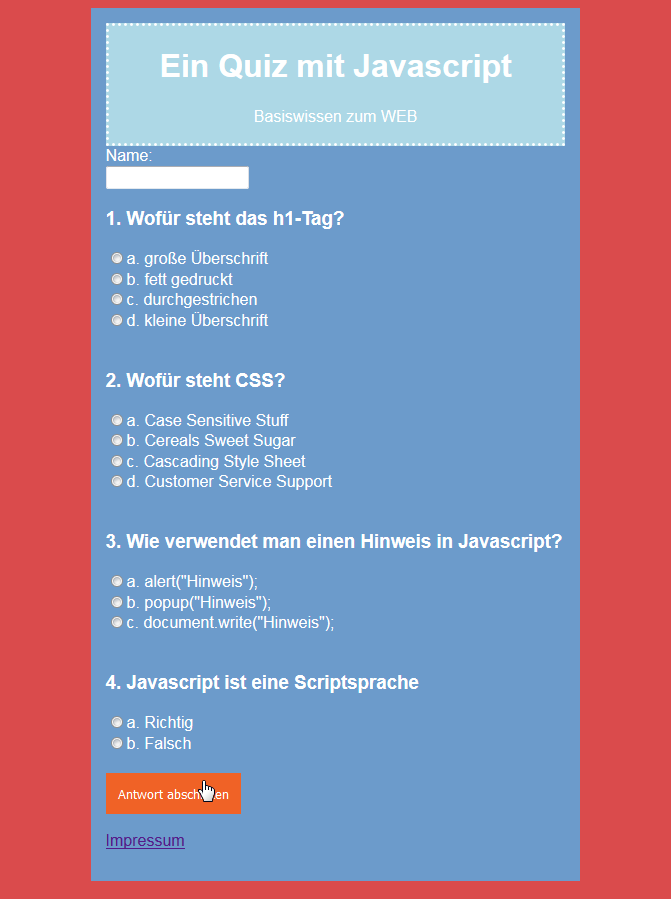 Ein Quiz mit Javascript
Basiswissen zum WEB
Name:
1. Wofür steht das h1-Tag?
a. große Überschrift
b. fett gedruckt
c. durchgestrichen
d. kleine Überschrift
2. Wofür steht CSS?
a. Case Sensitive Stuff
b. Cereals Sweet Sugar
c. Cascading Style Sheet
d. Customer Service Support
3. Wie verwendet man einen Hinweis in Javascript?
a. alert("Hinweis");
b. popup("Hinweis");
c. document.write("Hinweis");
4. Javascript ist eine Scriptsprache
a. Richtig
b. Falsch
Antwort
Impressum